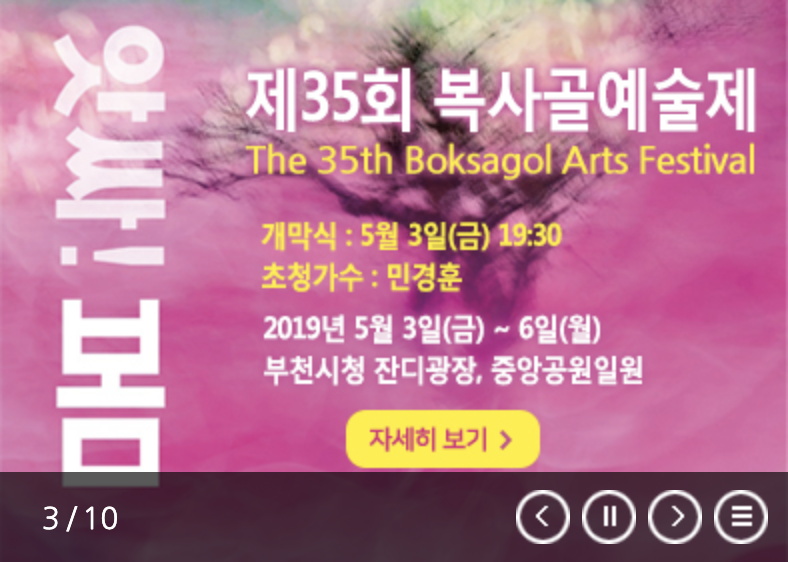 앗싸! 봄
제35회 복사골예술제
The 35th Boksagol Arts Festival
개막식 : 5월 3일(금) 19:30
초청가수 : 민경훈
2019년 5월 3일(금) ~ 6일(월)
부천시청 잔디광장, 중앙공원일원
자세히 보기
3 / 10